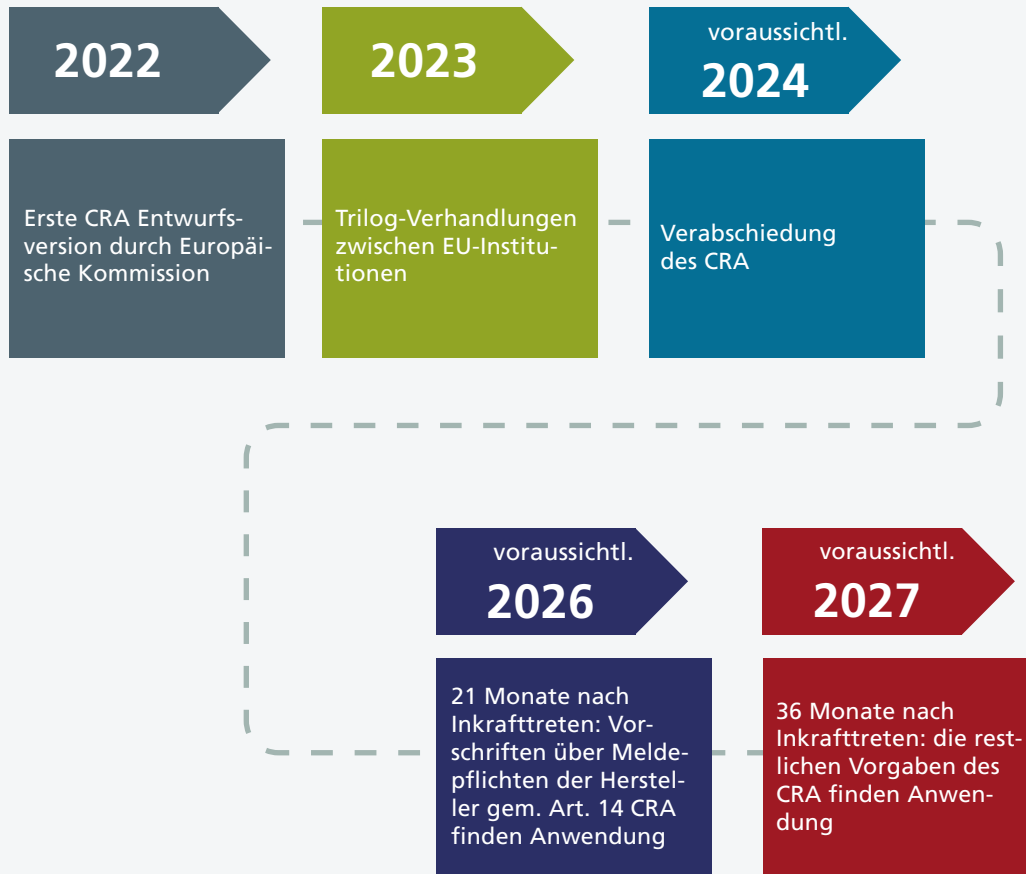 2022
2023
voraussichtl.
2024
Erste CRA Entwurfs-
version durch Europäi-
sche Kommission
Trilog-Verhandlungen
zwischen EU-Institu-
tionen
Verabschiedung
des CRA
voraussichtl.
2026
voraussichtl.
2027
21 Monate nach
Inkrafttreten: Vor-
schriften über Melde-
pflichten der Herstel-
ler gem. Art. 14 CRA
finden Anwendung
36 Monate nach
Inkrafttreten: die rest-
lichen Vorgaben des
CRA finden Anwen-
dung